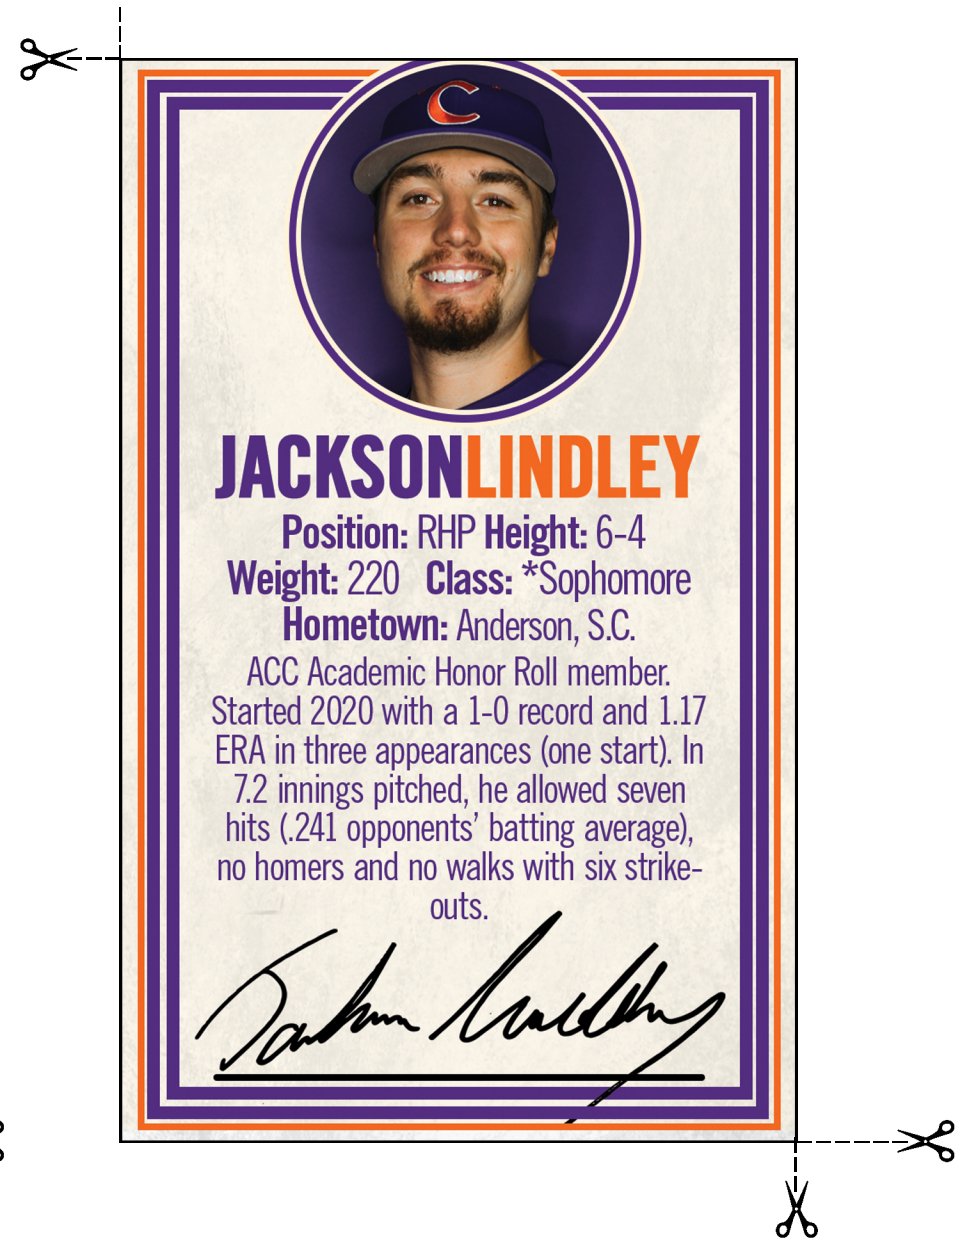 C
JACKSONLINDLEY
Position: RHP Height: 6-4
Weight: 220 Class: *Sophomore
Hometown: Anderson, S.C.
ACC Academic Honor Roll member.
Started 2020 with a 1-0 record and 1.17
ERA in three appearances (one start). In
7.2 innings pitched, he allowed seven
hits (.241 opponents’ batting average),
no homers and no walks with six strike-
outs.
Jackson Lindley